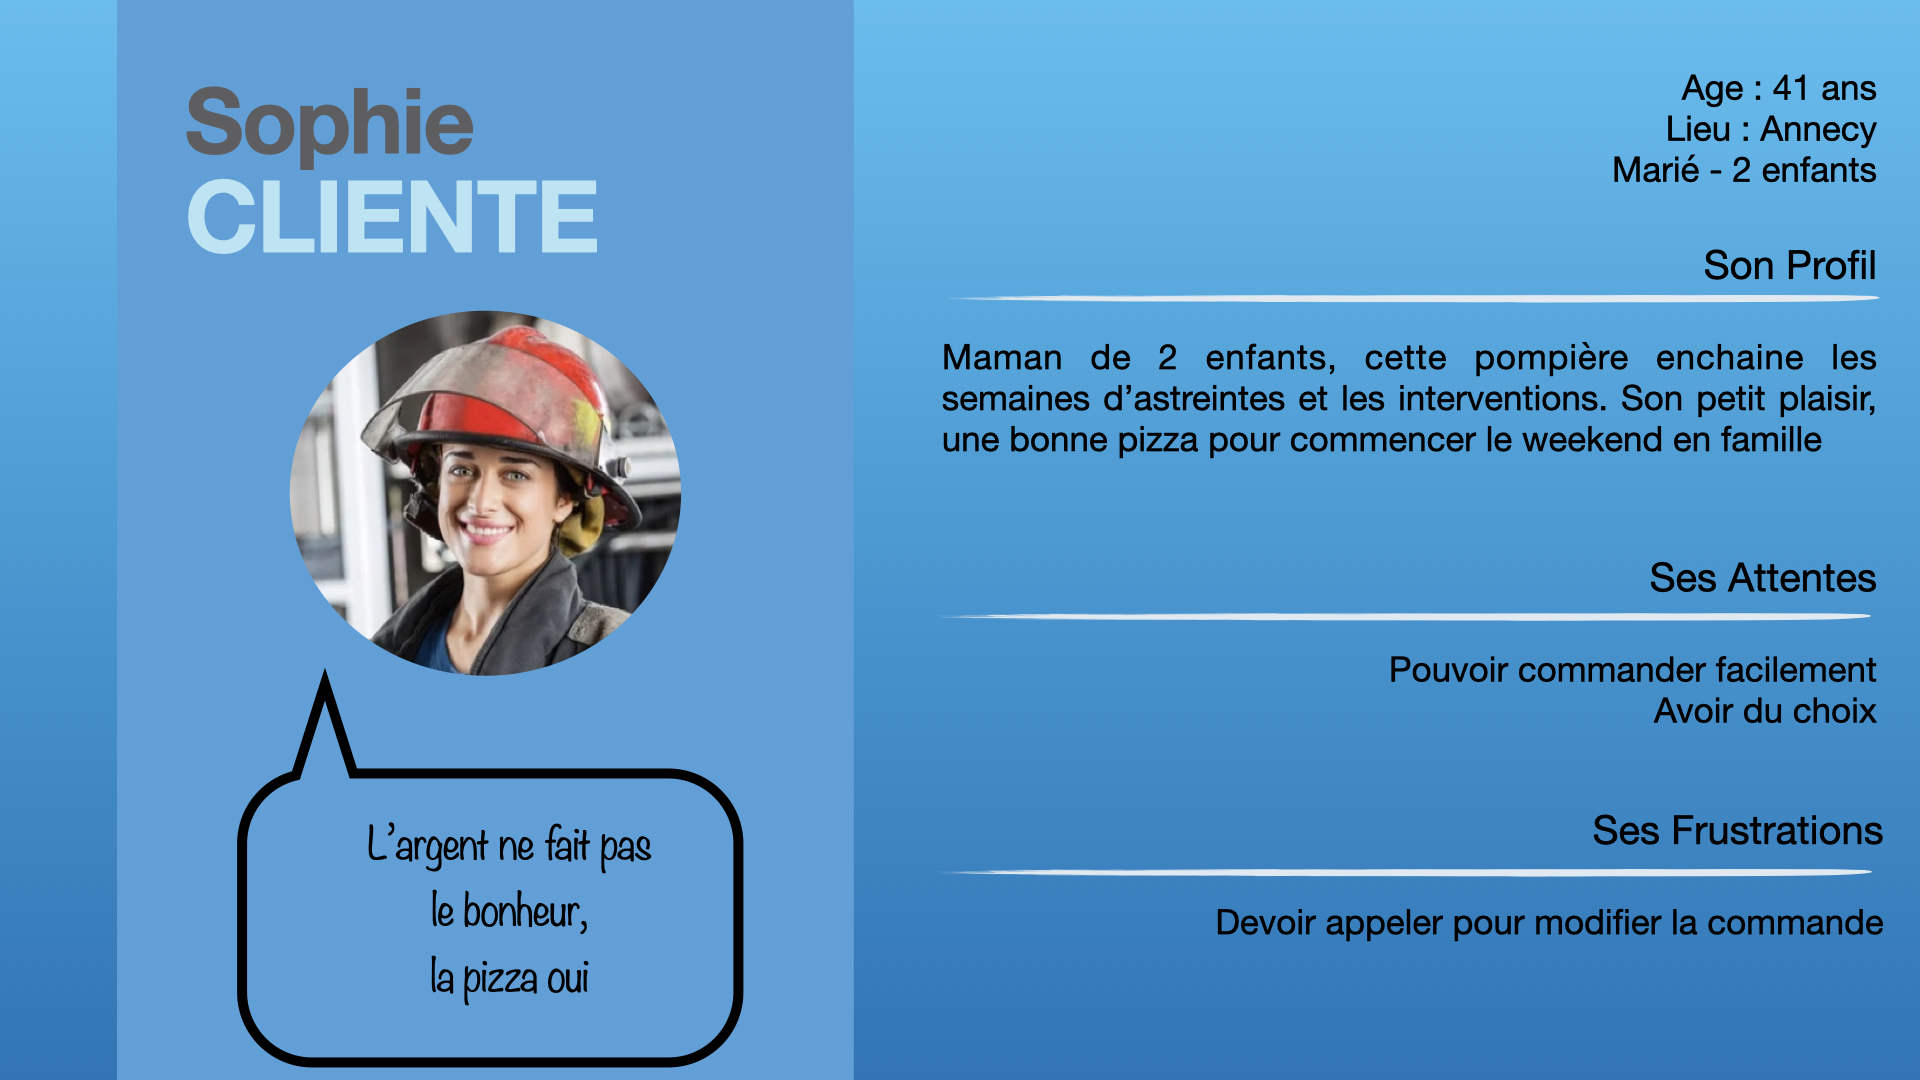 Sophie
CLIENTE
L’argent ne fait pas
le bonheur,
la pizza oui
Age : 41 ans
Lieu : Annecy
Marié - 2 enfants
Son Profil
Maman de 2 enfants, cette pompière enchaine les
semaines d’astreintes et les interventions. Son petit plaisir,
une bonne pizza pour commencer le weekend en famille
Ses Attentes
Pouvoir commander facilement
Avoir du choix
Ses Frustrations
Devoir appeler pour modifier la commande